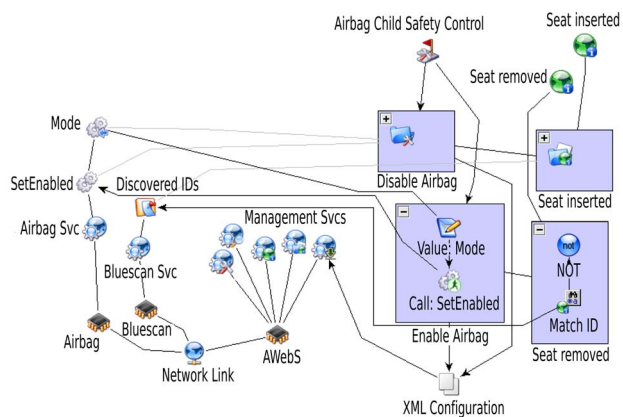 Airbag Child Safety Control
Seat inserted
Seat removed
Mode
Disable Airbag
Seat inserted
SetEnabled
Discovered IDs
Airbag Svc
Management Svcs
Value: Mode
NOT
Bluescan Svc
Call: SetEnabled
Match ID
Airbag
Bluescan
AWebS
Enable Airbag
Seat removed
Network Link
XML Configuration